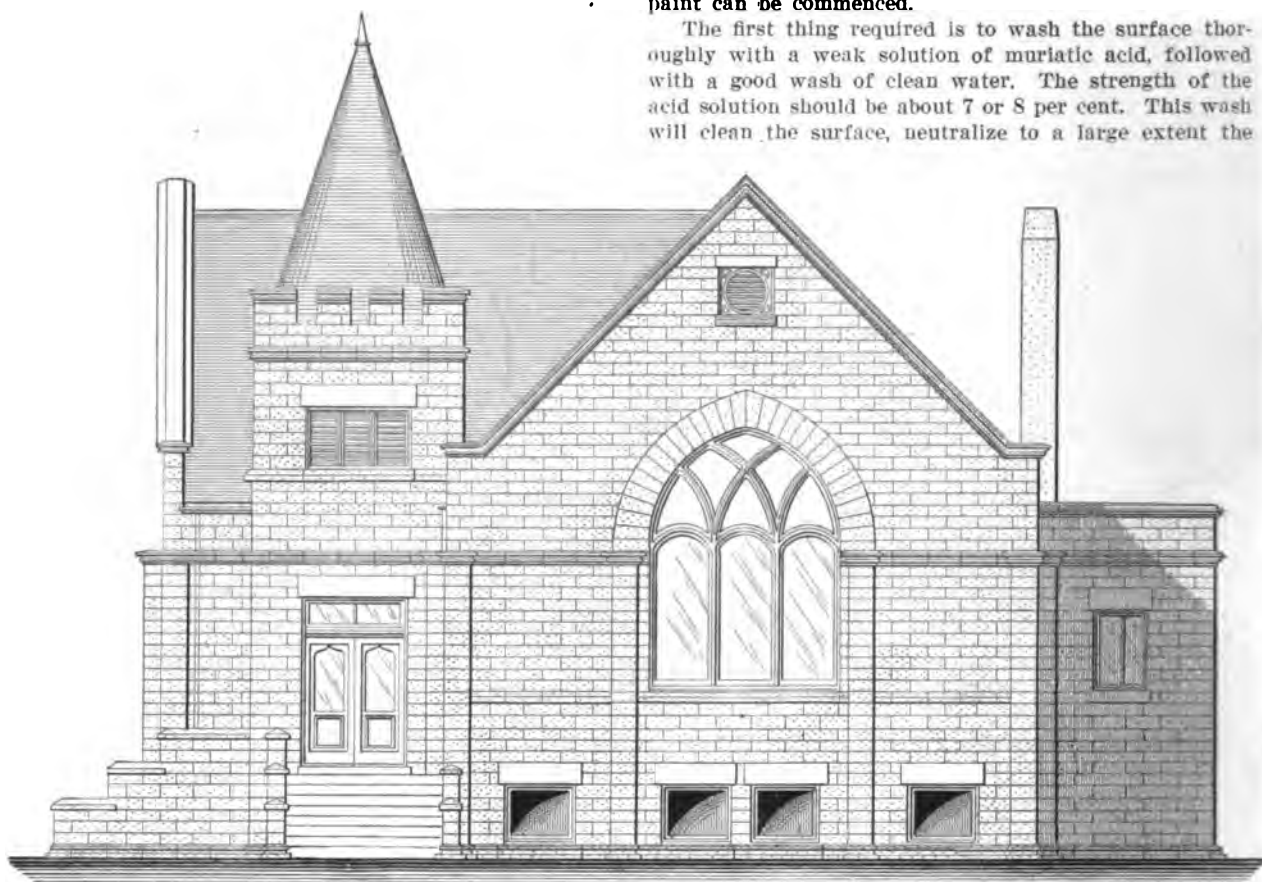 paint can be commenced.
The first thing required is to wash the surface thor-
oughly with a weak solution of muriatic acid, followed
with a good wash of clean water. The strength of the
acid solution should be about 7 or 8 per cent. This wash
will clean the surface, neutralize to a large extent the